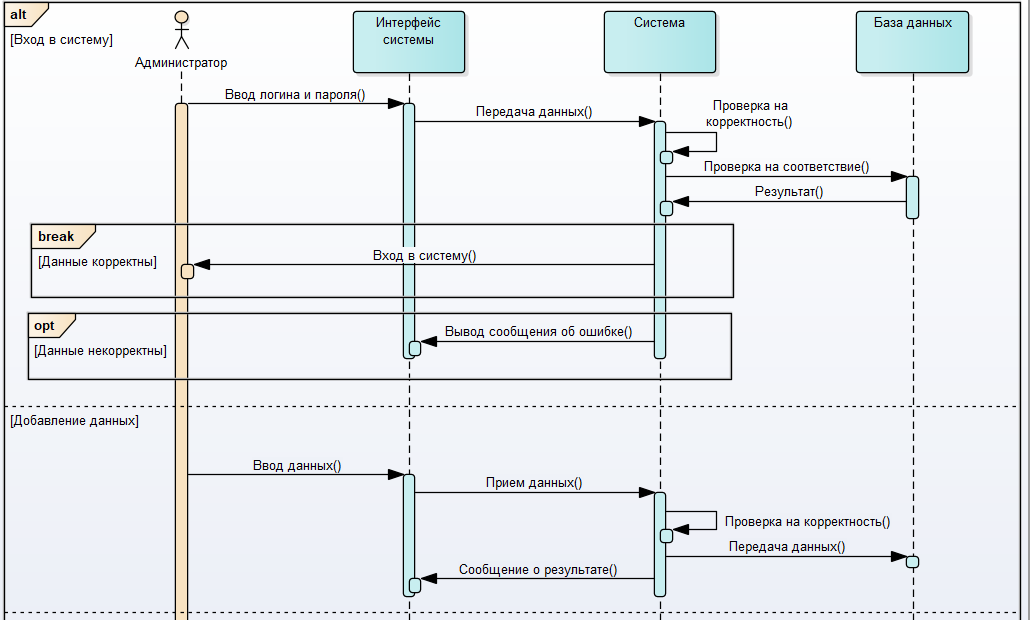 alt
[Вход в систему]
Администратор
Интерфейс
системы
Система
База данных
Ввод логина и пароля()
Передача данных()
Проверка на
корректность()
Проверка на соответствие()
Результат()
break
[Данные корректны]
Вход в систему()
opt
[Данные некорректны]
Вывод сообщения об ошибке()
[Добавление данных]
Ввод данных()
Прием данных()
Проверка на корректность()
Передача данных()
Сообщение о результате()